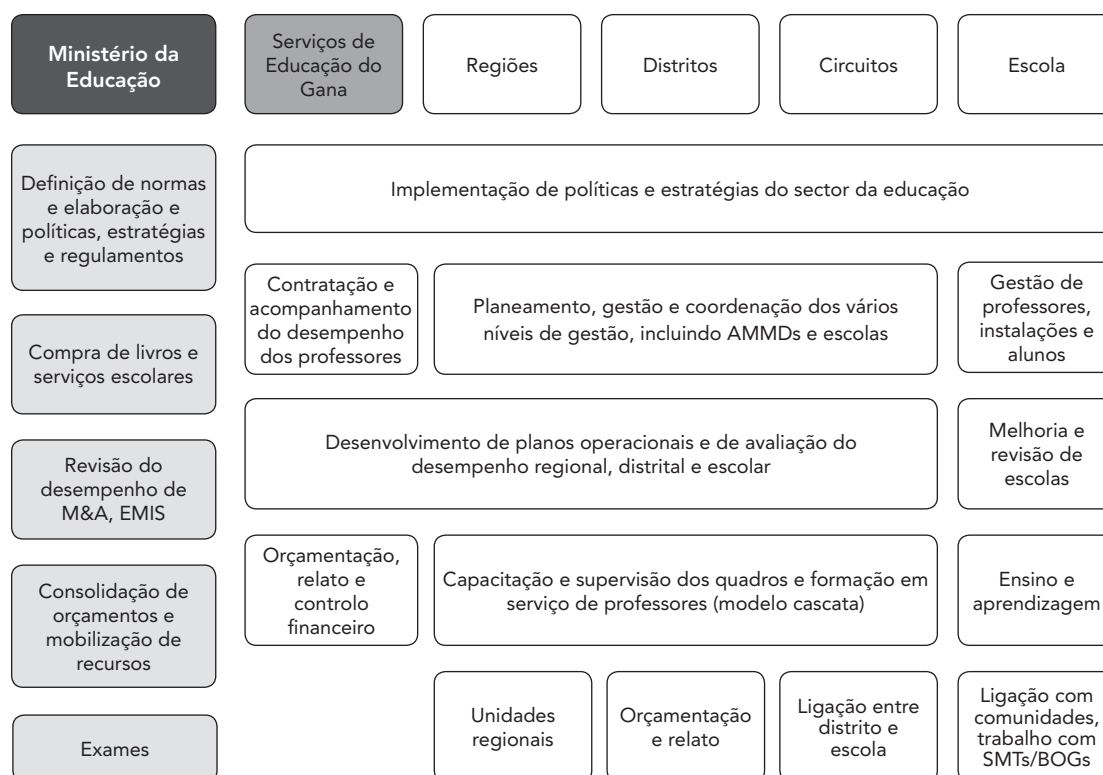 Ministério da
Educação
Serviços de
Educação do
Gana
Regiões
Distritos
Circuitos
Escola
Definição de normas
e elaboração e
políticas, estratégias
e regulamentos
Compra de livros e
serviços escolares
Revisão do
desempenho de
M&A, EMIS
Consolidação de
orçamentos e
mobilização de
recursos
Exames
Implementação de políticas e estratégias do sector da educação
Contratação e
acompanhamento
do desempenho
dos professores
Planeamento, gestão e coordenação dos vários
níveis de gestão, incluindo AMMDs e escolas
Gestão de
professores,
instalações e
alunos
Desenvolvimento de planos operacionais e de avaliação do
desempenho regional, distrital e escolar
Melhoria e
revisão de
escolas
Orçamentação,
relato e
controlo
financeiro
Capacitação e supervisão dos quadros e formação em
serviço de professores (modelo cascata)
Ensino e
aprendizagem
Unidades
regionais
Orçamentação
e relato
Ligação entre
distrito e
escola
Ligação com
comunidades,
trabalho com
SMTs/BOGs